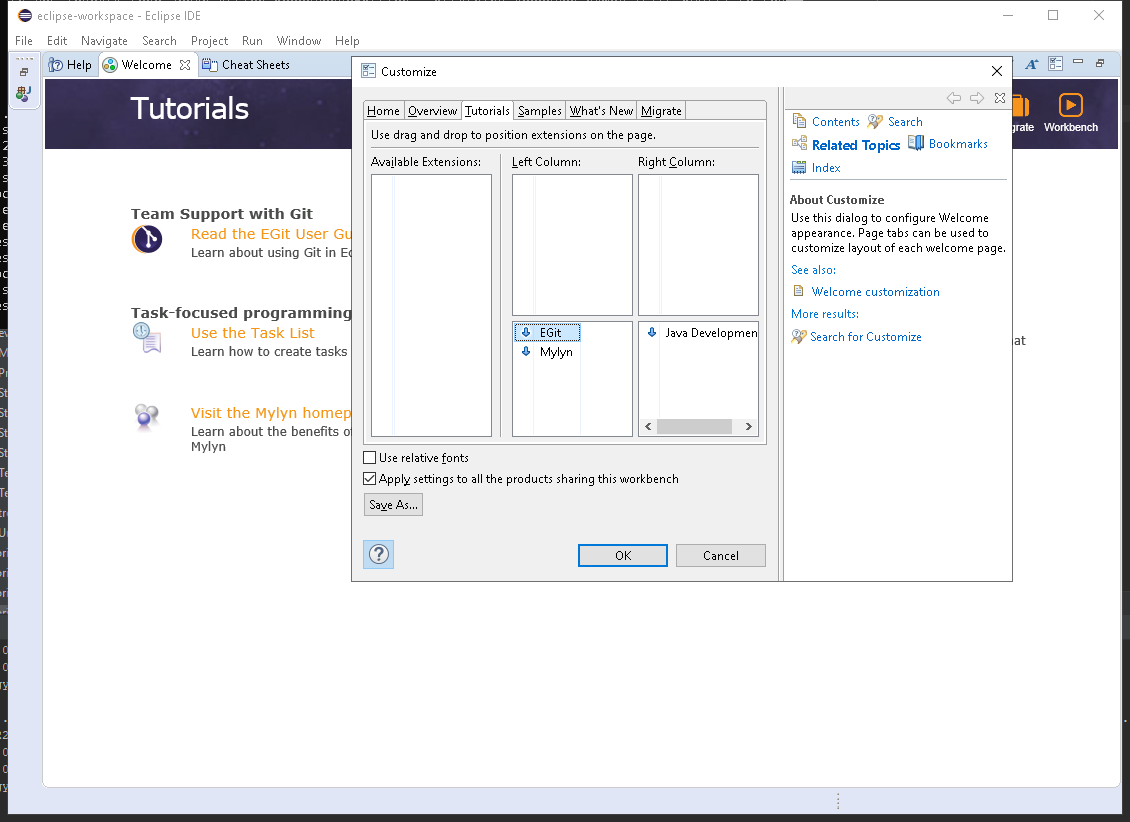 eclipse-workspace - Eclipse IDE
File Edit Navigate Search Project Run Window Help
Help Welcome Cheat Sheets
Tutorials
Workbench
Team Support with Git
Read the EGit User Gu
Learn about using Git in Ec
Task-focused programming
Use the Task List
Learn how to create tasks
Visit the Mylyn homep
Learn about the benefits of
Mylyn
Customize
Home Overview Tutorials Samples What's New Migrate
Use drag and drop to position extensions on the page.
Available Extensions: Left Column: Right Column:
EGit
Mylyn
Java Developmen
Use relative fonts
Apply settings to all the products sharing this workbench
Save As...
OK Cancel
Contents Search
Related Topics Bookmarks
Index
About Customize
Use this dialog to configure Welcome
appearance. Page tabs can be used to
customize layout of each welcome page.
See also:
Welcome customization
More results:
Search for Customize